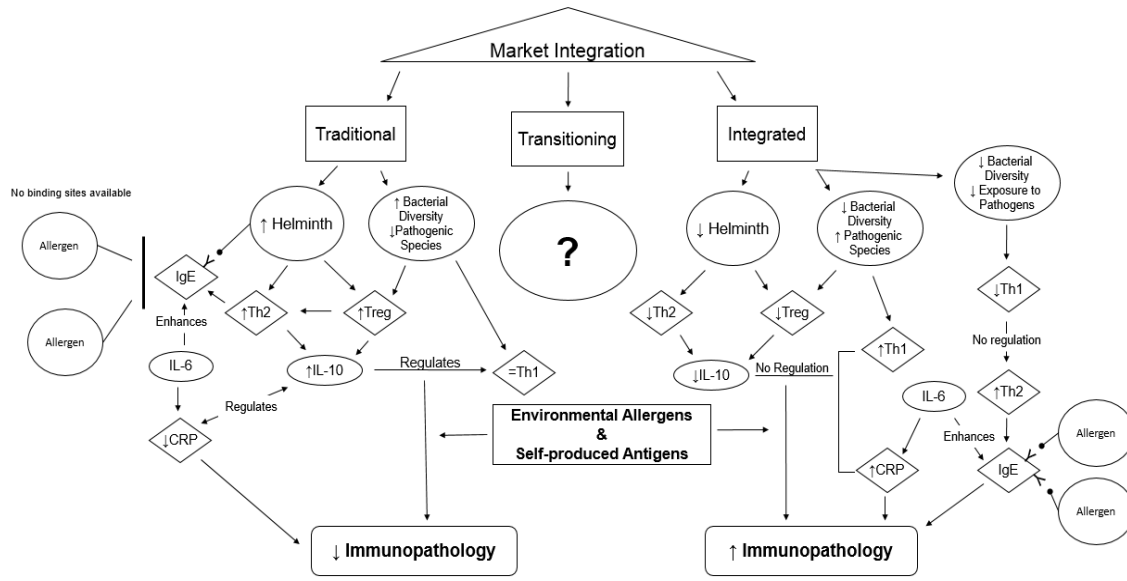 Market Integration
Traditional
Transitioning
Integrated
No binding sites available
Allergen
Allergen
↑ Helminth
↑ Bacterial
Diversity
↓Pathogenic
Species
?
↓ Helminth
↓ Bacterial
Diversity
↑ Pathogenic
Species
↓ Bacterial
Diversity
↓ Exposure to
Pathogens
IgE
↑Th2
↑Treg
Enhances
IL-6
↑IL-10
Regulates
=Th1
Regulates
↓CRP
↓Th2
↓Treg
↓IL-10
No Regulation
↑Th1
↓Th1
No regulation
↑Th2
IL-6
Enhances
↑CRP
IgE
Allergen
Allergen
Environmental Allergens
&
Self-produced Antigens
↓ Immunopathology
↑ Immunopathology